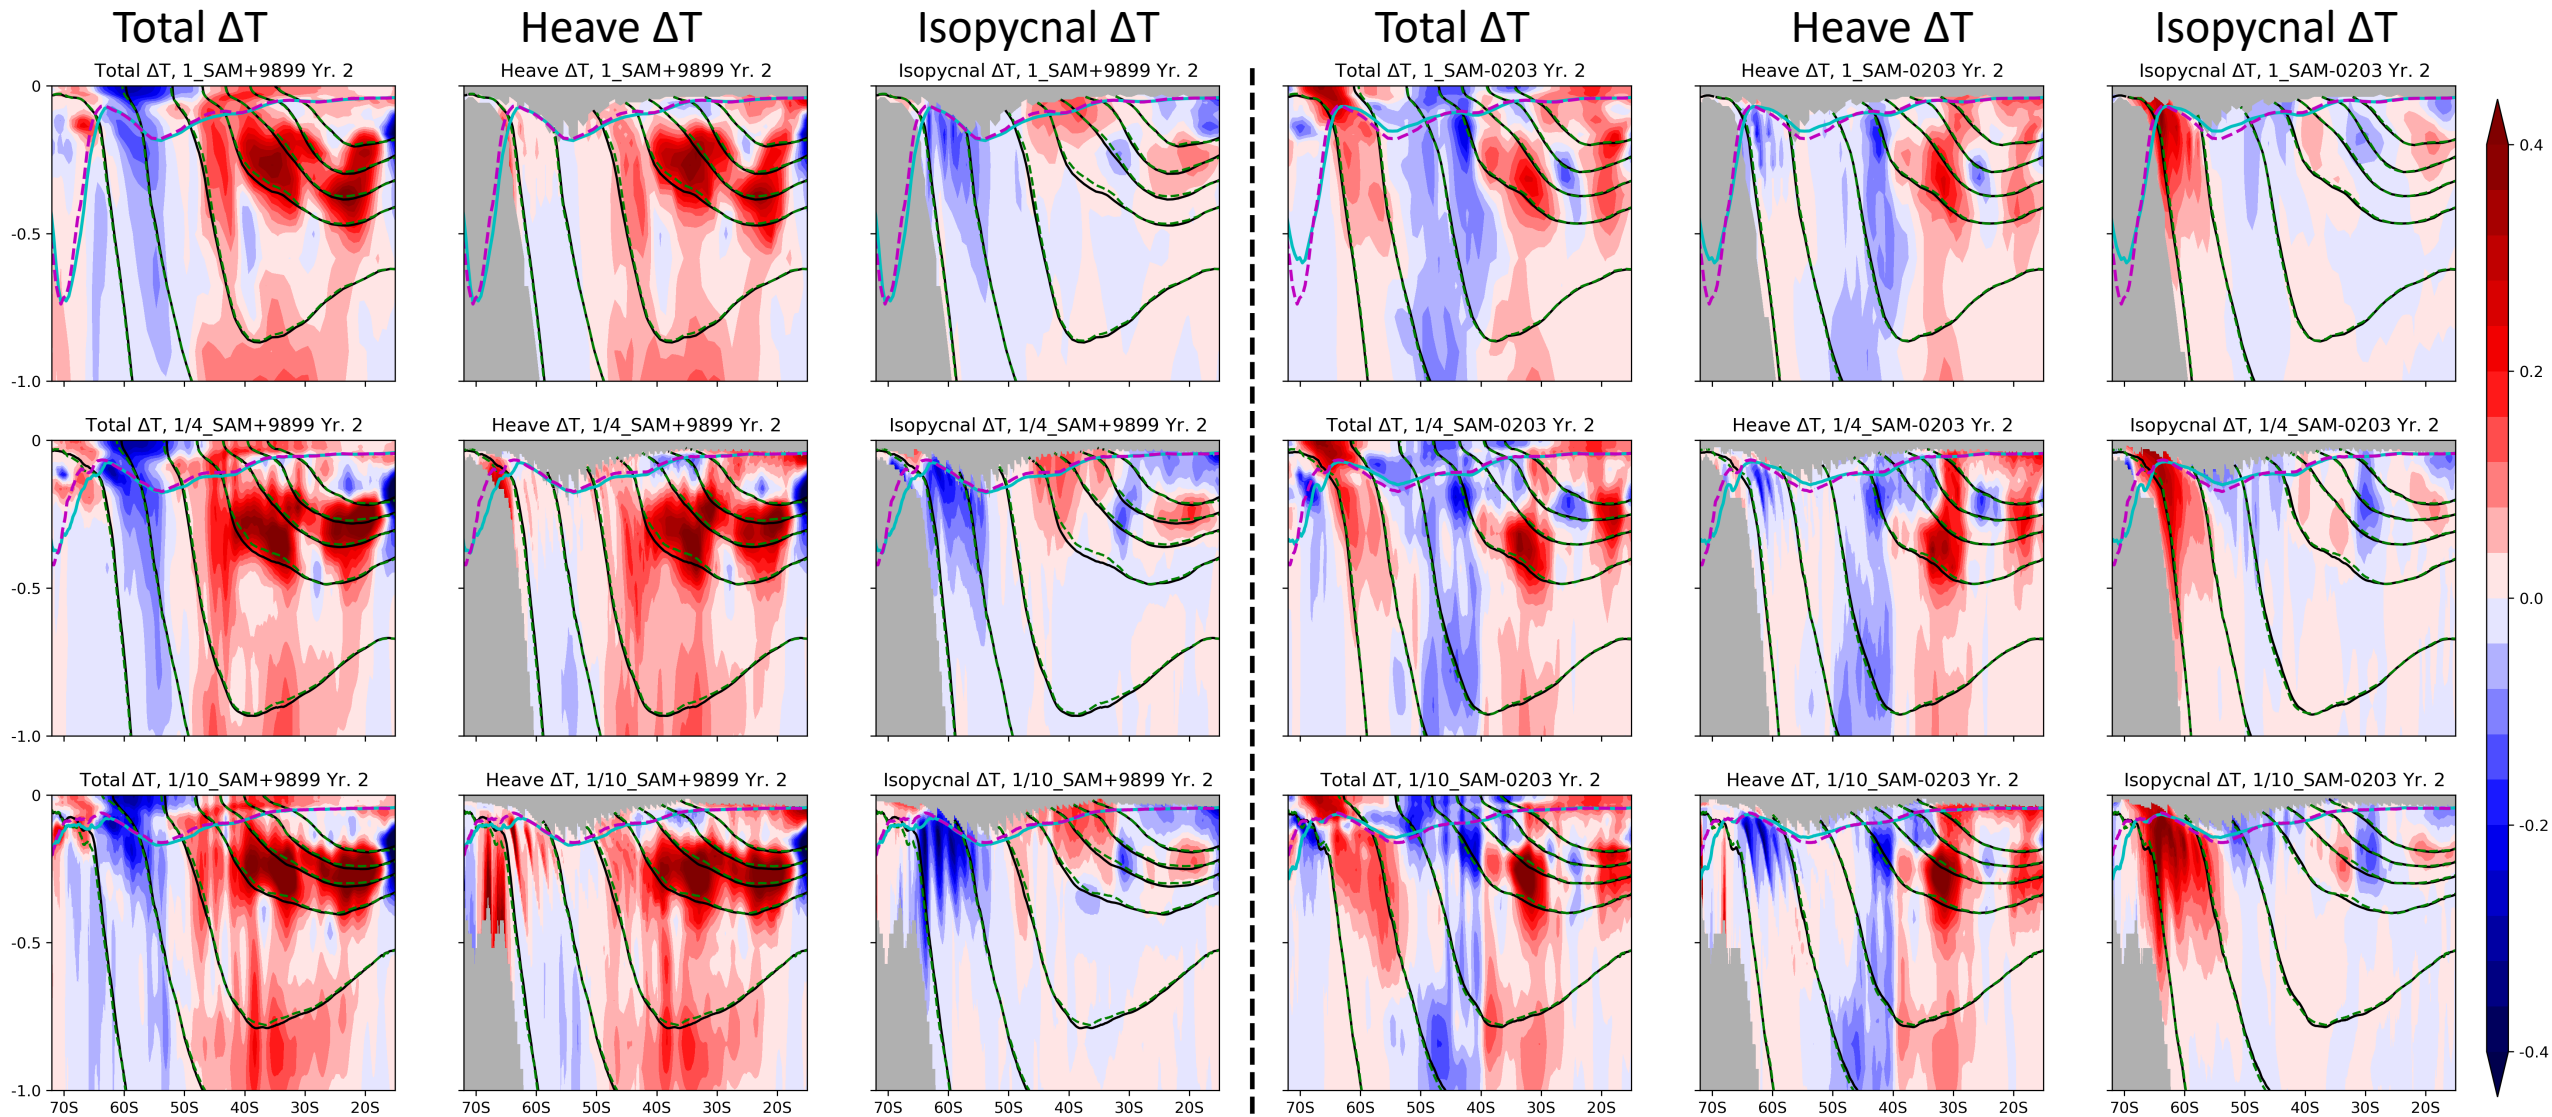 Total ΔT Heave ΔT Isopycnal ΔT Total ΔT Heave ΔT Isopycnal ΔT
Total ΔT, 1_SAM+9899 Yr. 2 Heave ΔT, 1_SAM+9899 Yr. 2 Isopycnal ΔT, 1_SAM+9899 Yr. 2 Total ΔT, 1_SAM-0203 Yr. 2 Heave ΔT, 1_SAM-0203 Yr. 2 Isopycnal ΔT, 1_SAM-0203 Yr. 2
0
-0.5
-1.0
Total ΔT, 1/4_SAM+9899 Yr. 2 Heave ΔT, 1/4_SAM+9899 Yr. 2 Isopycnal ΔT, 1/4_SAM+9899 Yr. 2 Total ΔT, 1/4_SAM-0203 Yr. 2 Heave ΔT, 1/4_SAM-0203 Yr. 2 Isopycnal ΔT, 1/4_SAM-0203 Yr. 2
0
-0.5
-1.0
Total ΔT, 1/10_SAM+9899 Yr. 2 Heave ΔT, 1/10_SAM+9899 Yr. 2 Isopycnal ΔT, 1/10_SAM+9899 Yr. 2 Total ΔT, 1/10_SAM-0203 Yr. 2 Heave ΔT, 1/10_SAM-0203 Yr. 2 Isopycnal ΔT, 1/10_SAM-0203 Yr. 2
0
-0.5
-1.0
70S 60S 50S 40S 30S 20S 70S 60S 50S 40S 30S 20S 70S 60S 50S 40S 30S 20S 70S 60S 50S 40S 30S 20S 70S 60S 50S 40S 30S 20S 70S 60S 50S 40S 30S 20S
0.4
0.2
0.0
-0.2
-0.4